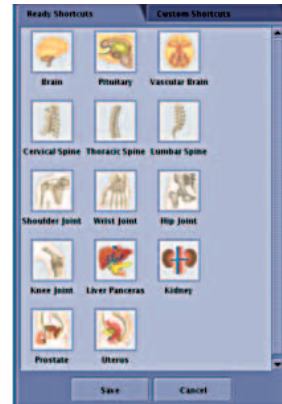 Ready Shortcuts Custom Shortcuts
Brain Pituitary Vascular Brain
Cervical Spine Thoracic Spine Lumbar Spine
Shoulder Joint Wrist Joint Hip Joint
Knee Joint Liver Panceras Kidney
Prostate Uterus
Save Cancel